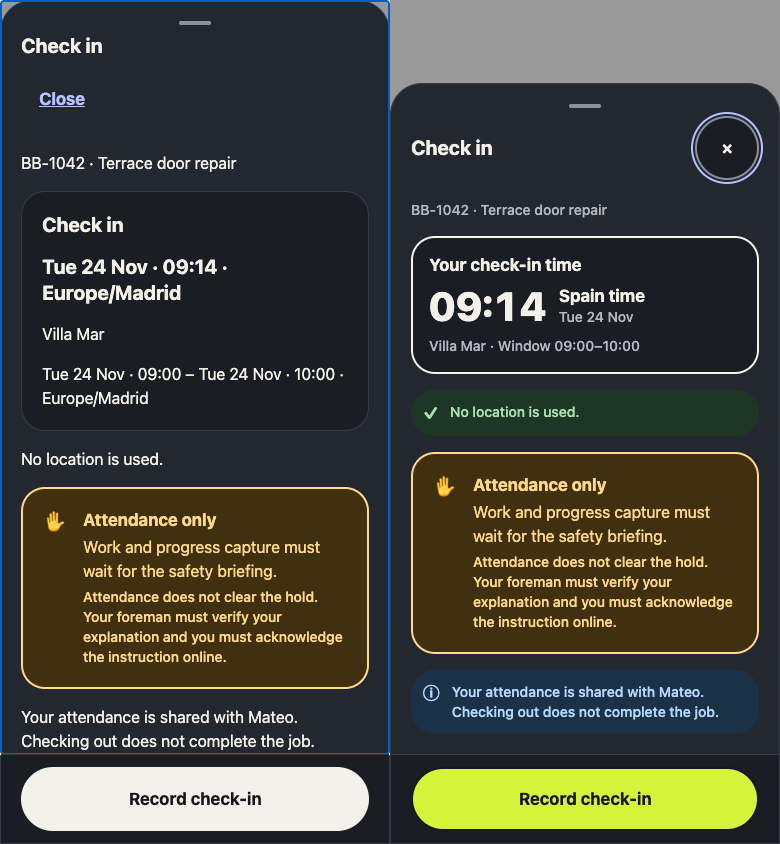 Check in
Close
BB-1042 · Terrace door repair
Check in
Tue 24 Nov · 09:14 ·
Europe/Madrid
Villa Mar
Tue 24 Nov · 09:00 – Tue 24 Nov · 10:00 ·
Europe/Madrid
No location is used.
Attendance only
Work and progress capture must
wait for the safety briefing.
Attendance does not clear the hold.
Your foreman must verify your
explanation and you must acknowledge
the instruction online.
Your attendance is shared with Mateo.
Checking out does not complete the job.
Record check-in
Check in
×
BB-1042 · Terrace door repair
Your check-in time
09:14
Spain time
Tue 24 Nov
Villa Mar · Window 09:00–10:00
No location is used.
Attendance only
Work and progress capture must
wait for the safety briefing.
Attendance does not clear the hold.
Your foreman must verify your
explanation and you must acknowledge
the instruction online.
Your attendance is shared with Mateo.
Checking out does not complete the job.
Record check-in